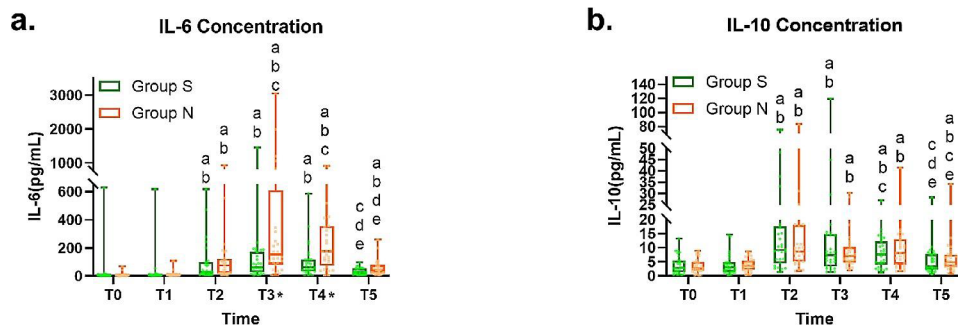 a.
IL-6 Concentration
Group S
Group N
IL-6(pg/mL)
3000
2000
1000
600
400
200
0
a
b
a
b
a
b
a
b
c
a
b
a
b
c
c
d
e
a
b
d
e
T0
T1
T2
T3*
T4*
T5
Time
b.
IL-10 Concentration
Group S
Group N
IL-10(pg/mL)
140
120
100
80
60
50
45
40
35
30
25
20
15
10
5
0
a
b
a
b
a
b
a
b
a
b
c
a
b
c
d
e
a
b
c
e
T0
T1
T2
T3
T4
T5
Time